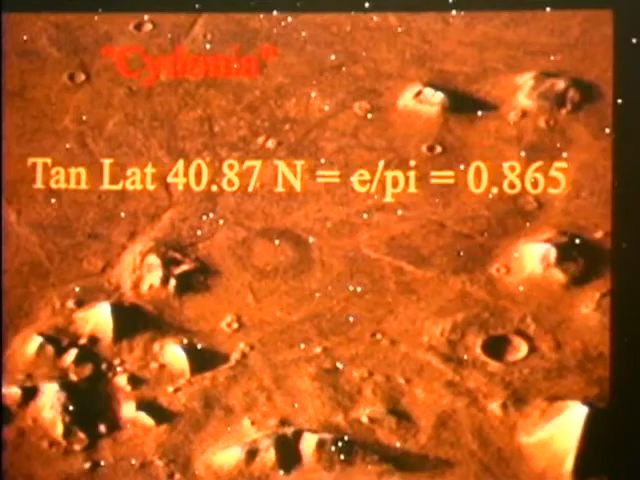 "Cydonia"
Tan Lat 40.87 N = e/pi = 0.865